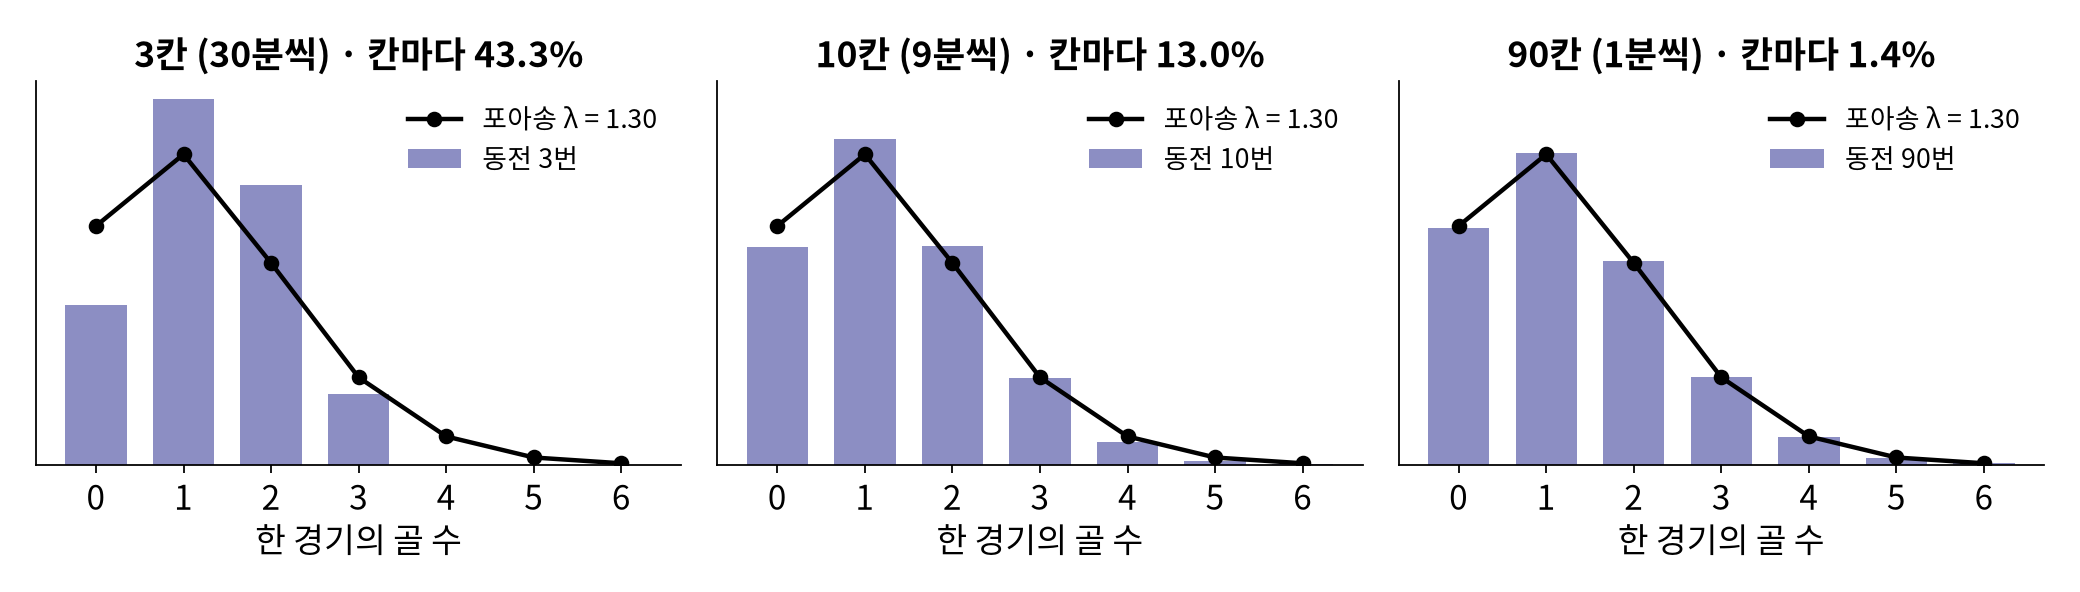 3칸 (30분씩) · 칸마다 43.3%
포아송 λ = 1.30
동전 3번
0 1 2 3 4 5 6
한 경기의 골 수
10칸 (9분씩) · 칸마다 13.0%
포아송 λ = 1.30
동전 10번
0 1 2 3 4 5 6
한 경기의 골 수
90칸 (1분씩) · 칸마다 1.4%
포아송 λ = 1.30
동전 90번
0 1 2 3 4 5 6
한 경기의 골 수